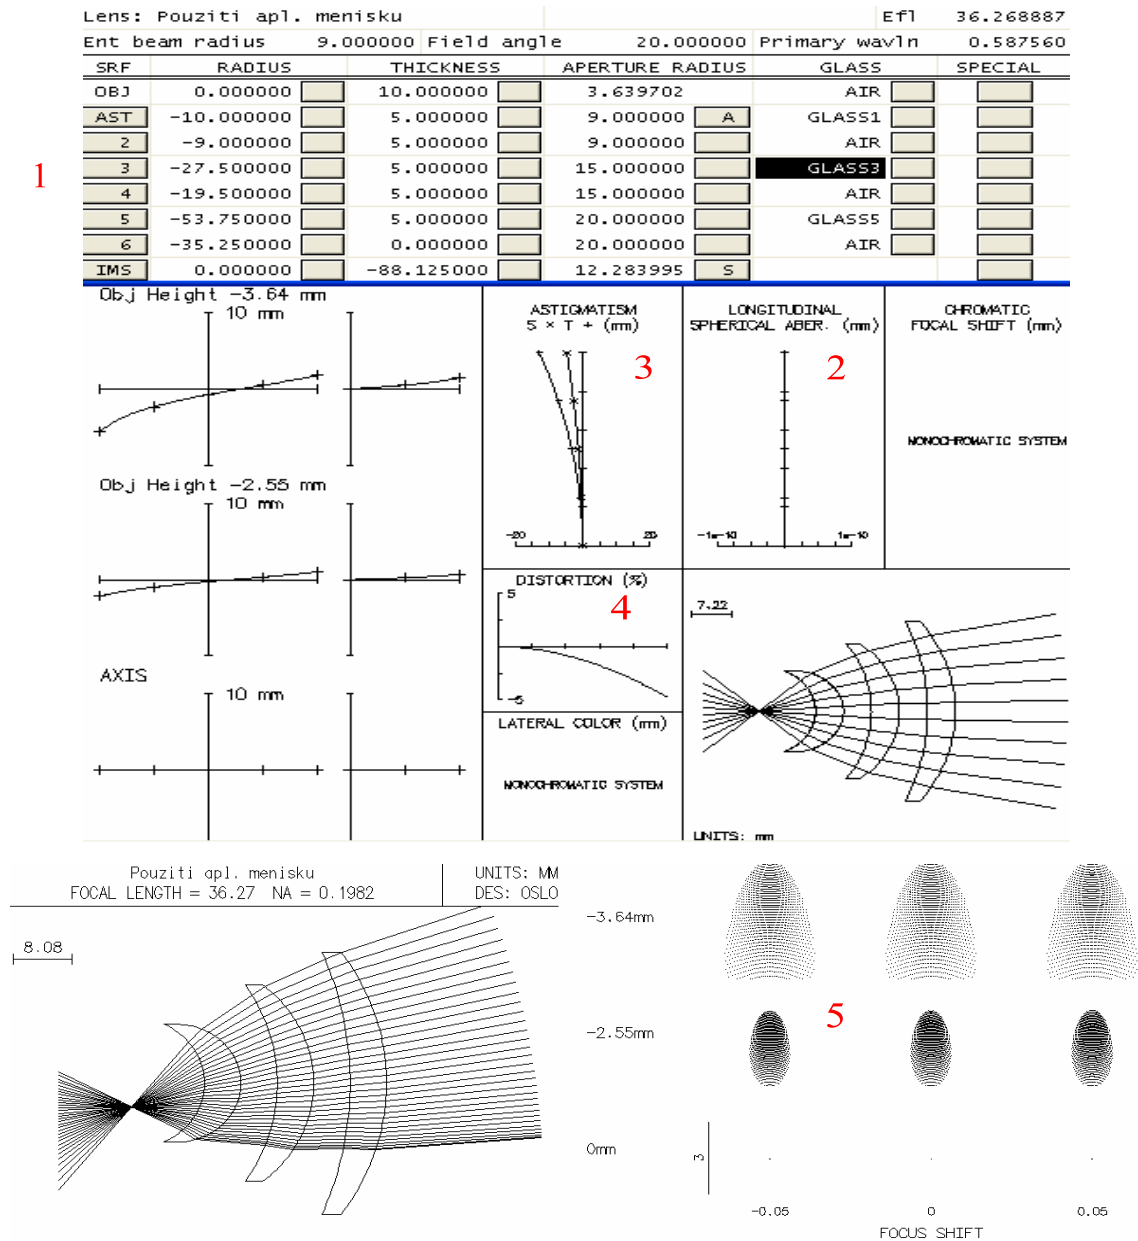 Lens: Pouziti apl. menisku Efl 36.268887
Ent beam radius 9.000000 Field angle 20.000000 Primary wavln 0.587560
SRF RADIUS THICKNESS APERTURE RADIUS GLASS SPECIAL
OBJ 0.000000 10.000000 3.639702 AIR
AST -10.000000 5.000000 9.000000 A GLASS1
2 -9.000000 5.000000 9.000000 AIR
1
3 -27.500000 5.000000 15.000000 GLASS3
4 -19.500000 5.000000 15.000000 AIR
5 -53.750000 5.000000 20.000000 GLASS5
6 -35.250000 0.000000 20.000000 AIR
IMS 0.000000 -88.125000 12.283995 S
Obj Height -3.64 mm
10 mm
Obj Height -2.55 mm
10 mm
AXIS
10 mm
ASTIGMATISM
S × T + (mm)
3
-20 20
LONGITUDINAL
SPHERICAL ABER. (mm)
2
-1e-10 1e-10
CHROMATIC
FOCAL SHIFT (mm)
MONOCHROMATIC SYSTEM
DISTORTION (%)
5
4
-5
LATERAL COLOR (mm)
MONOCHROMATIC SYSTEM
7.22
UNITS: mm
Pouziti apl. menisku
FOCAL LENGTH = 36.27 NA = 0.1982
UNITS: MM
DES: OSLO
8.08
-3.64mm
5
-2.55mm
0mm
3
-0.05 0 0.05
FOCUS SHIFT